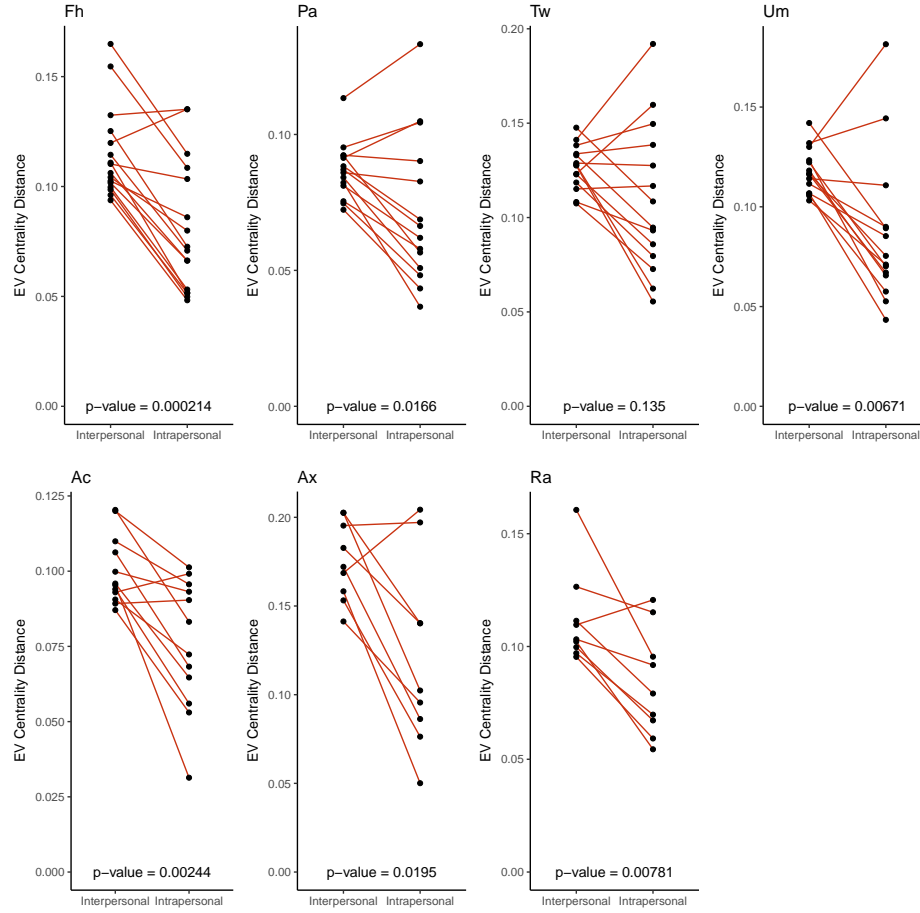 Fh
Pa
Tw
Um
EV Centrality Distance
0.15
0.10
0.05
0.00
p−value = 0.000214
Interpersonal Intrapersonal
EV Centrality Distance
0.10
0.05
0.00
p−value = 0.0166
Interpersonal Intrapersonal
EV Centrality Distance
0.20
0.15
0.10
0.05
0.00
p−value = 0.135
Interpersonal Intrapersonal
EV Centrality Distance
0.15
0.10
0.05
0.00
p−value = 0.00671
Interpersonal Intrapersonal
Ac
Ax
Ra
EV Centrality Distance
0.125
0.100
0.075
0.050
0.025
0.000
p−value = 0.00244
Interpersonal Intrapersonal
EV Centrality Distance
0.20
0.15
0.10
0.05
0.00
p−value = 0.0195
Interpersonal Intrapersonal
EV Centrality Distance
0.15
0.10
0.05
0.00
p−value = 0.00781
Interpersonal Intrapersonal